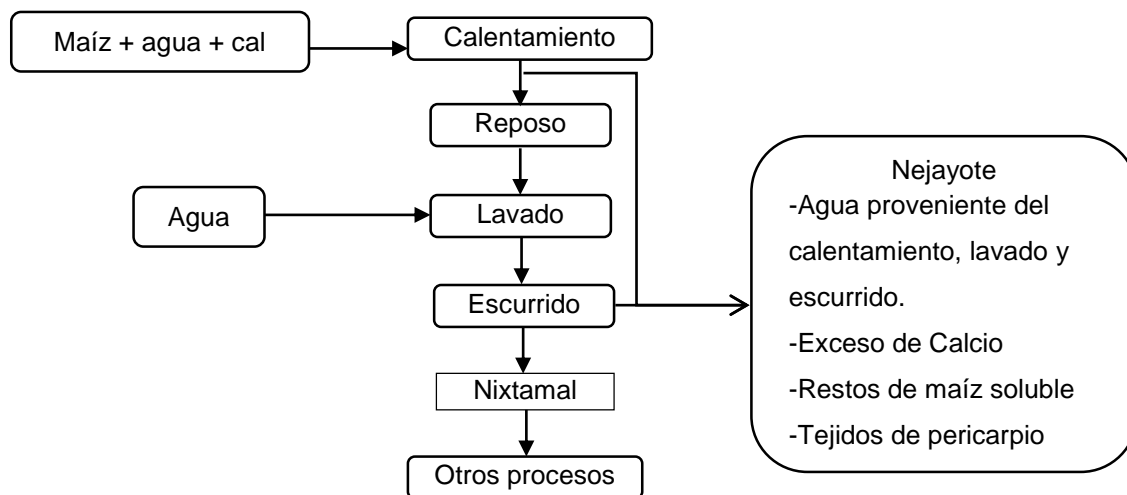 Maíz + agua + cal
Calentamiento
Reposo
Agua
Lavado
Escurrido
Nixtamal
Otros procesos
Nejayote
-Agua proveniente del
calentamiento, lavado y
escurrido.
-Exceso de Calcio
-Restos de maíz soluble
-Tejidos de pericarpio